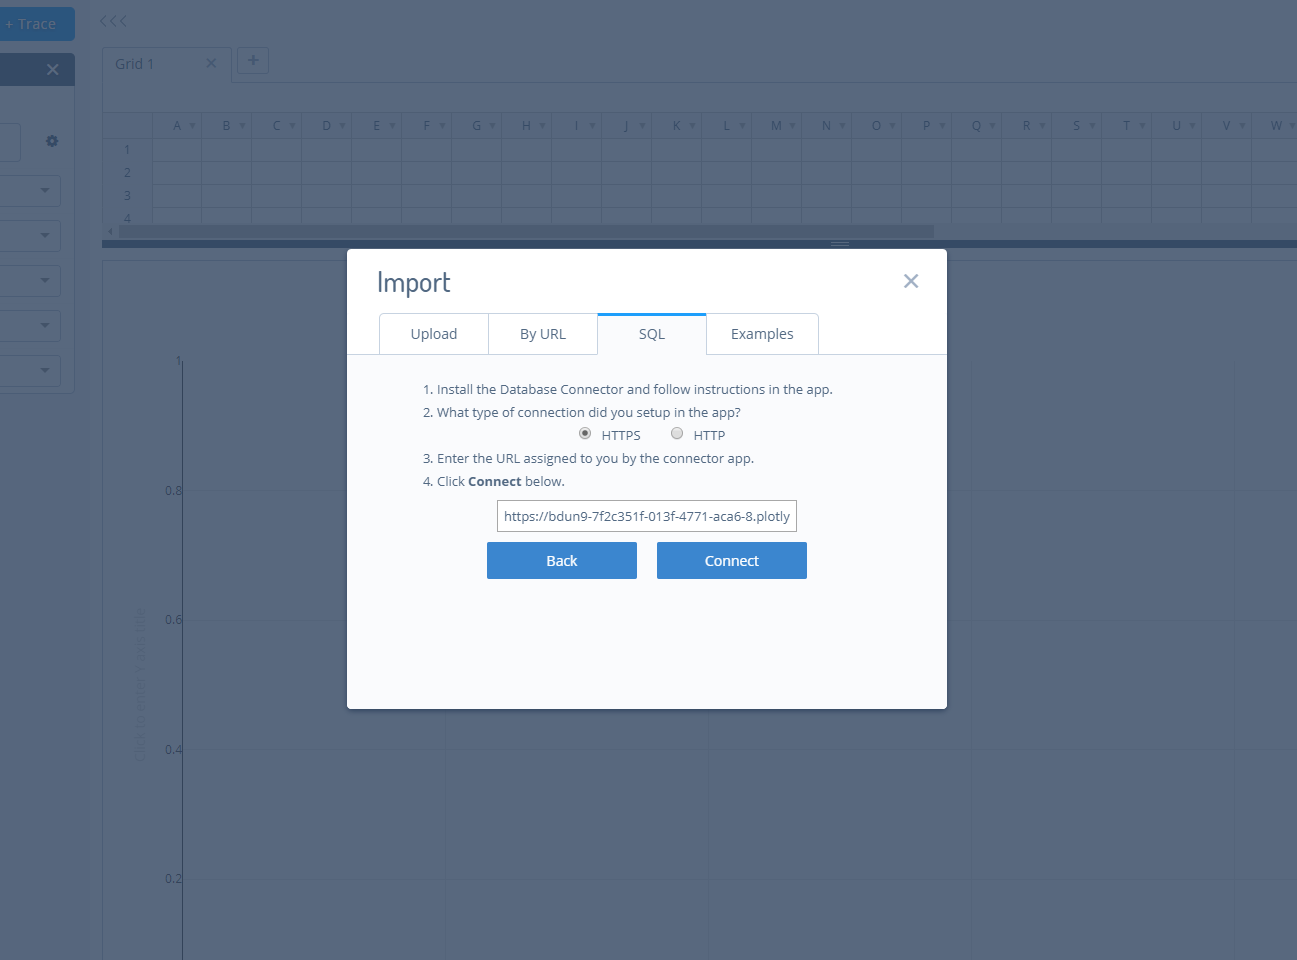 + Trace
Grid 1
+
A B C D E F G H I J K L M N O P Q R S T U V W
1
2
3
4
Import
Upload By URL SQL Examples
1. Install the Database Connector and follow instructions in the app.
2. What type of connection did you setup in the app?
HTTPS HTTP
3. Enter the URL assigned to you by the connector app.
4. Click Connect below.
https://bdun9-7f2c351f-013f-4771-aca6-8.plotly
Back Connect
1
0.8
0.6
0.4
0.2
Click to enter Y axis title